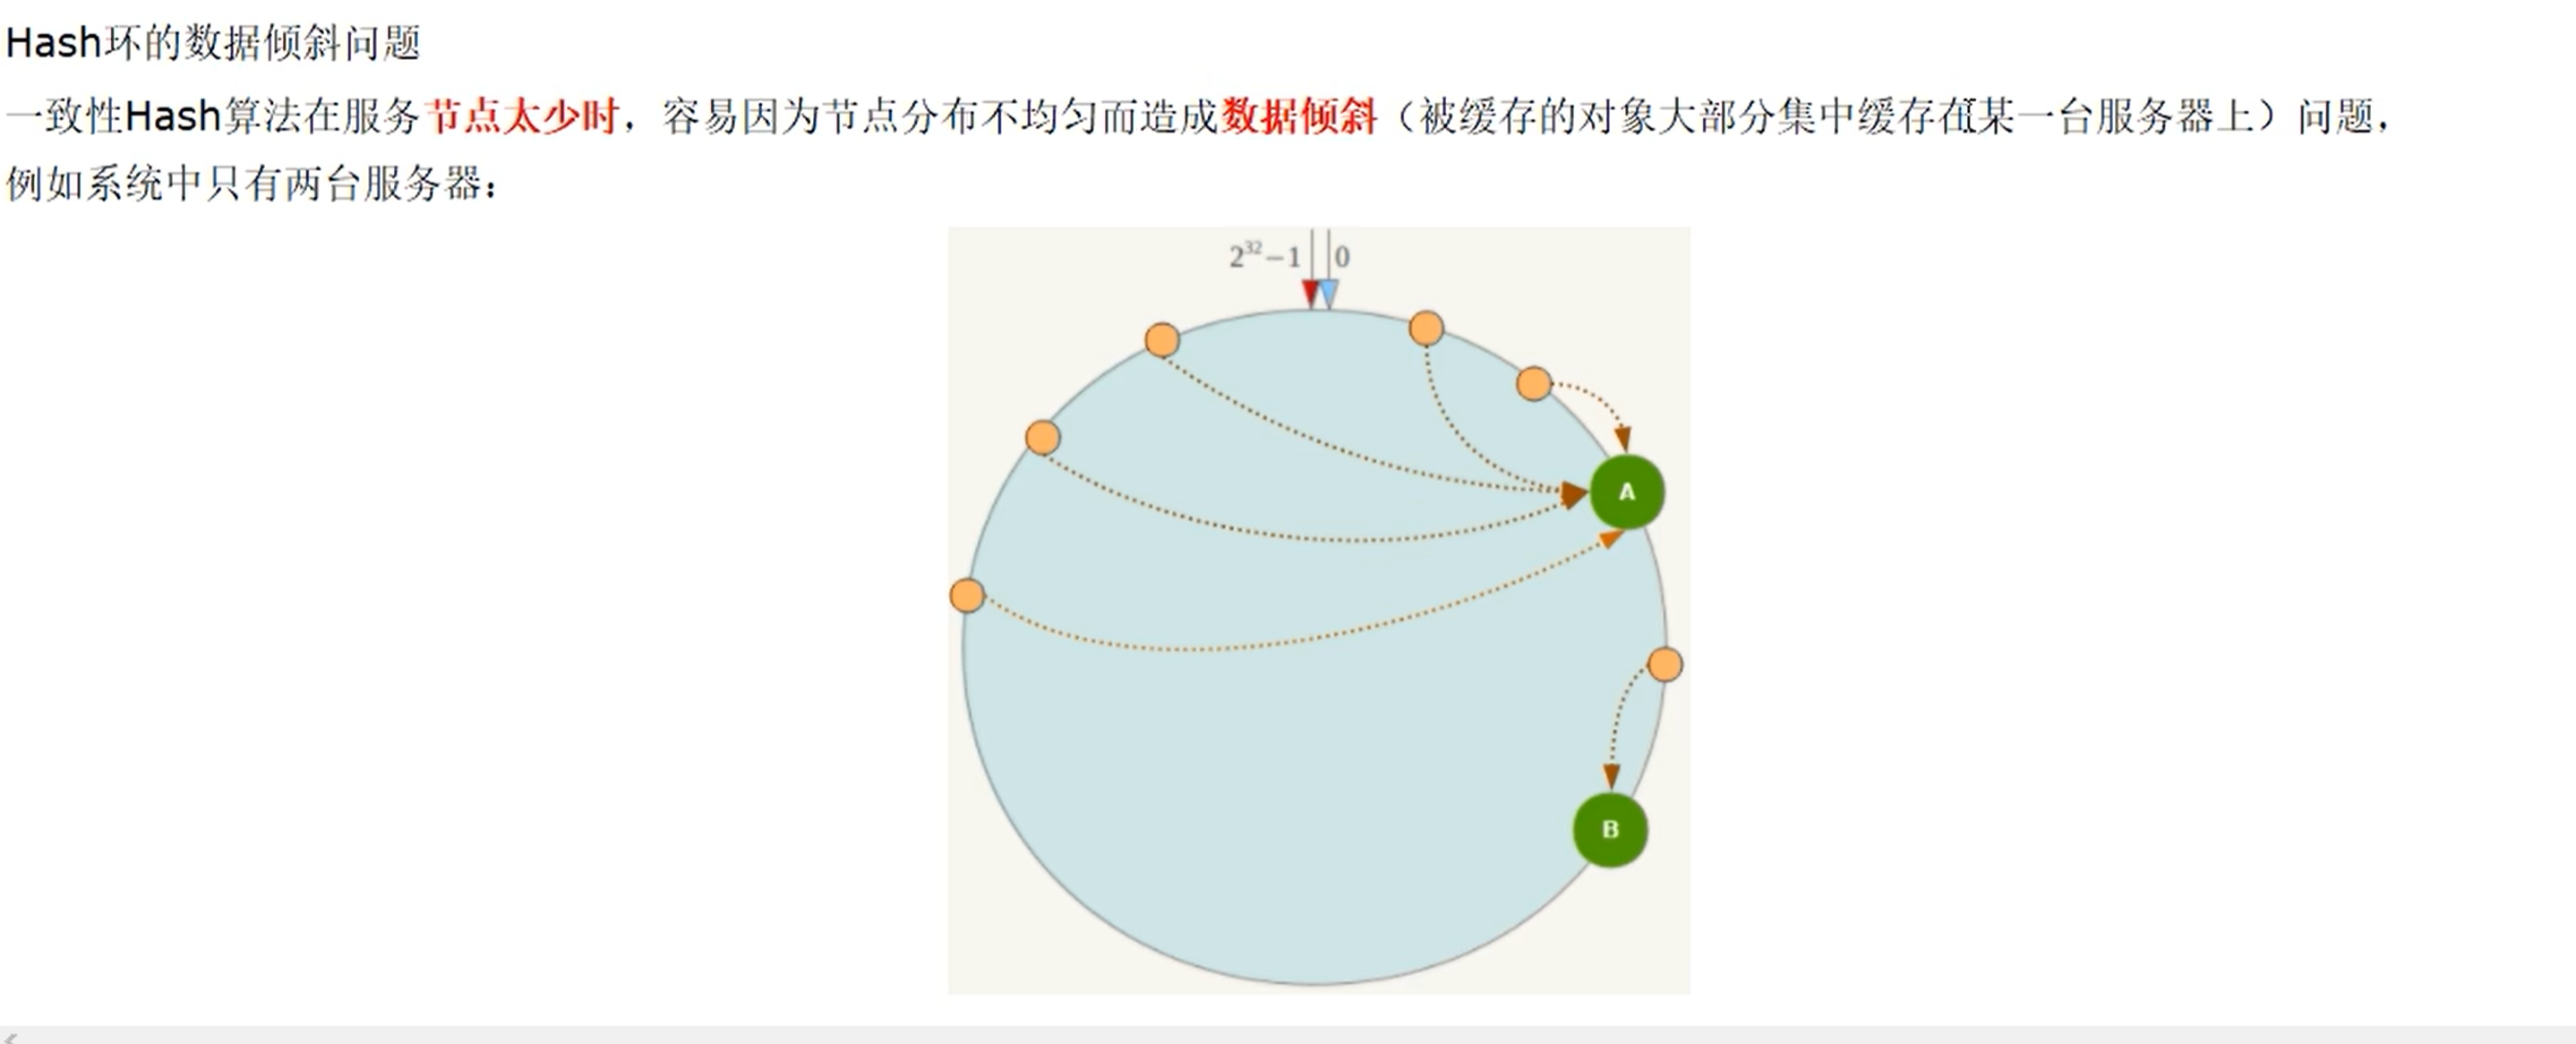 Hash环的数据倾斜问题
一致性Hash算法在服务节点太少时，容易因为节点分布不均匀而造成数据倾斜（被缓存的对象大部分集中缓存在某一台服务器上）问题，
例如系统中只有两台服务器：
2³²−1 0
A
B